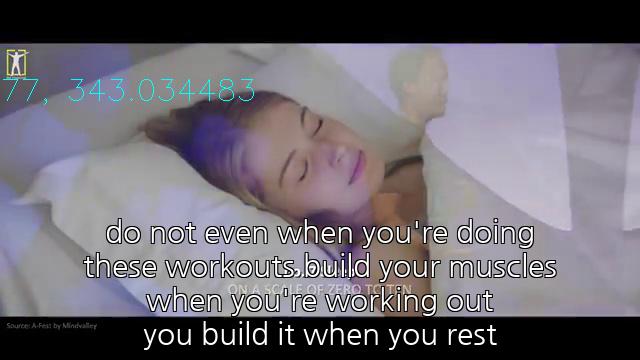 77, 343.034483
do not even when you're doing
these workouts.build your muscles
ON A SCALE OF ZERO TO TEN
when you're working out
Source: A-Fest by Mindvalley
you build it when you rest